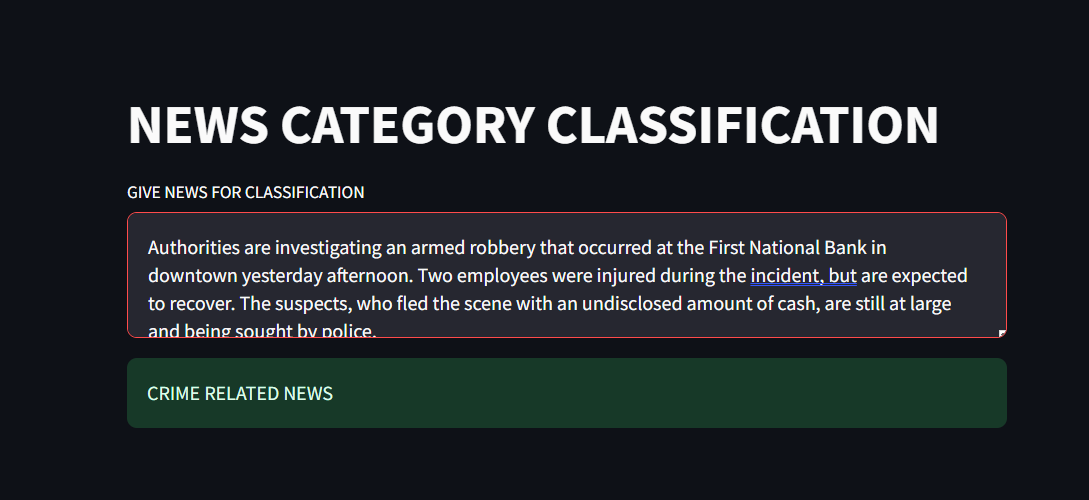 NEWS CATEGORY CLASSIFICATION
GIVE NEWS FOR CLASSIFICATION
Authorities are investigating an armed robbery that occurred at the First National Bank in
downtown yesterday afternoon. Two employees were injured during the incident, but are expected
to recover. The suspects, who fled the scene with an undisclosed amount of cash, are still at large
and being sought by police.
CRIME RELATED NEWS